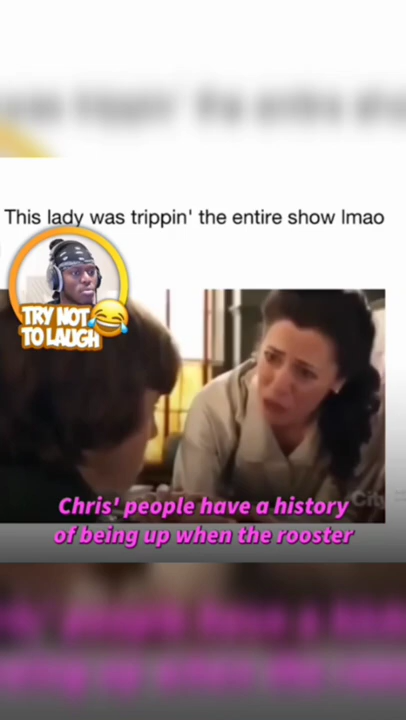 This lady was trippin' the entire show lmao
TRY NOT
TO LAUGH
City
Chris' people have a history
of being up when the rooster